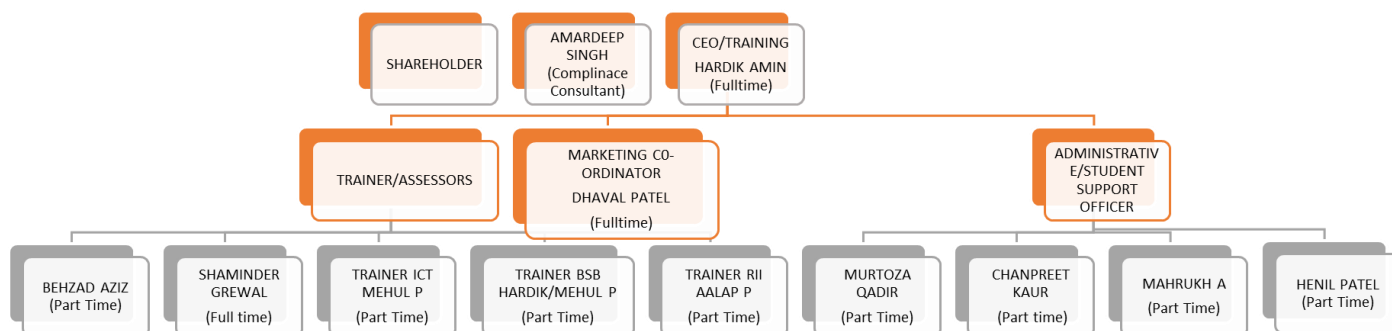 SHAREHOLDER
AMARDEEP
SINGH
(Complinace
Consultant)
CEO/TRAINING
HARDIK AMIN
(Fulltime)
TRAINER/ASSESSORS
MARKETING C0-
ORDINATOR
DHAVAL PATEL
(Fulltime)
ADMINISTRATIV
E/STUDENT
SUPPORT
OFFICER
BEHZAD AZIZ
(Part Time)
SHAMINDER
GREWAL
(Full time)
TRAINER ICT
MEHUL P
(Part Time)
TRAINER BSB
HARDIK/MEHUL P
(Part Time)
TRAINER RII
AALAP P
(Part Time)
MURTOZA
QADIR
(Part Time)
CHANPREET
KAUR
(Part time)
MAHRUKH A
(Part Time)
HENIL PATEL
(Part Time)